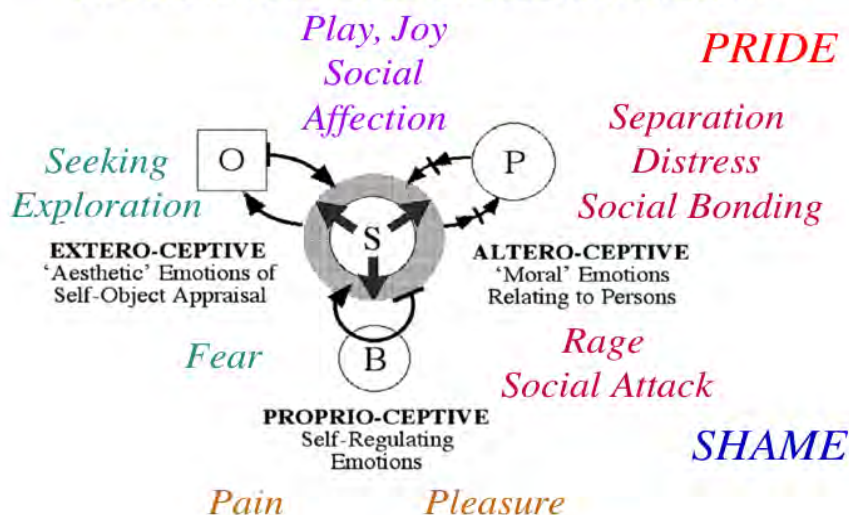 Play, Joy
Social
Affection
PRIDE
Separation
Distress
Social Bonding
O
P
Seeking
Exploration
S
EXTERO-CEPTIVE
'Aesthetic' Emotions of
Self-Object Appraisal
ALTERO-CEPTIVE
'Moral' Emotions
Relating to Persons
Fear
B
Rage
Social Attack
PROPRIO-CEPTIVE
Self-Regulating
Emotions
SHAME
Pain
Pleasure